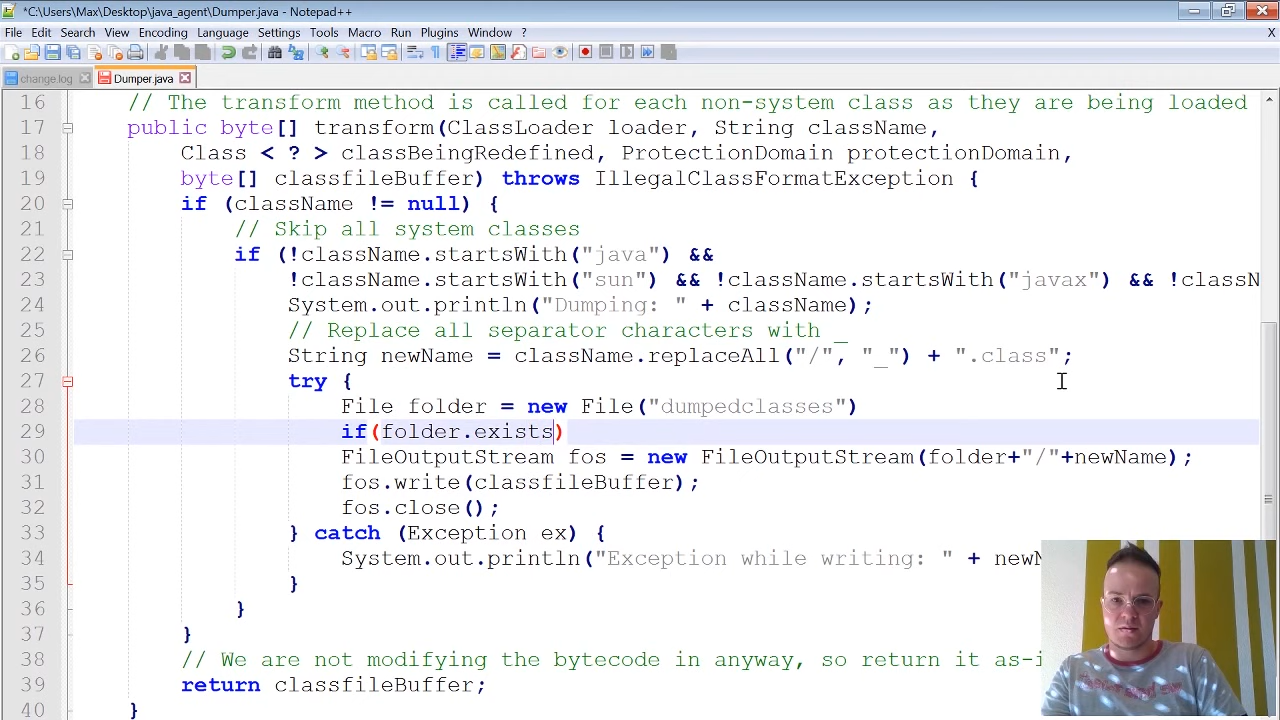 *C:\Users\Max\Desktop\java_agent\Dumper.java - Notepad++
File Edit Search View Encoding Language Settings Tools Macro Run Plugins Window ? X
change.log Dumper.java
16 // The transform method is called for each non-system class as they are being loaded
17 public byte[] transform(ClassLoader loader, String className,
18 Class < ? > classBeingRedefined, ProtectionDomain protectionDomain,
19 byte[] classfileBuffer) throws IllegalClassFormatException {
20 if (className != null) {
21 // Skip all system classes
22 if (!className.startsWith("java") &&
23 !className.startsWith("sun") && !className.startsWith("javax") && !classN
24 System.out.println("Dumping: " + className);
25 // Replace all separator characters with _
26 String newName = className.replaceAll("/", "_") + ".class";
27 try {
28 File folder = new File("dumpedclasses")
29 if(folder.exists)
30 FileOutputStream fos = new FileOutputStream(folder+"/"+newName);
31 fos.write(classfileBuffer);
32 fos.close();
33 } catch (Exception ex) {
34 System.out.println("Exception while writing: " + newN
35 }
36 }
37 }
38 // We are not modifying the bytecode in anyway, so return it as-i
39 return classfileBuffer;
40 }